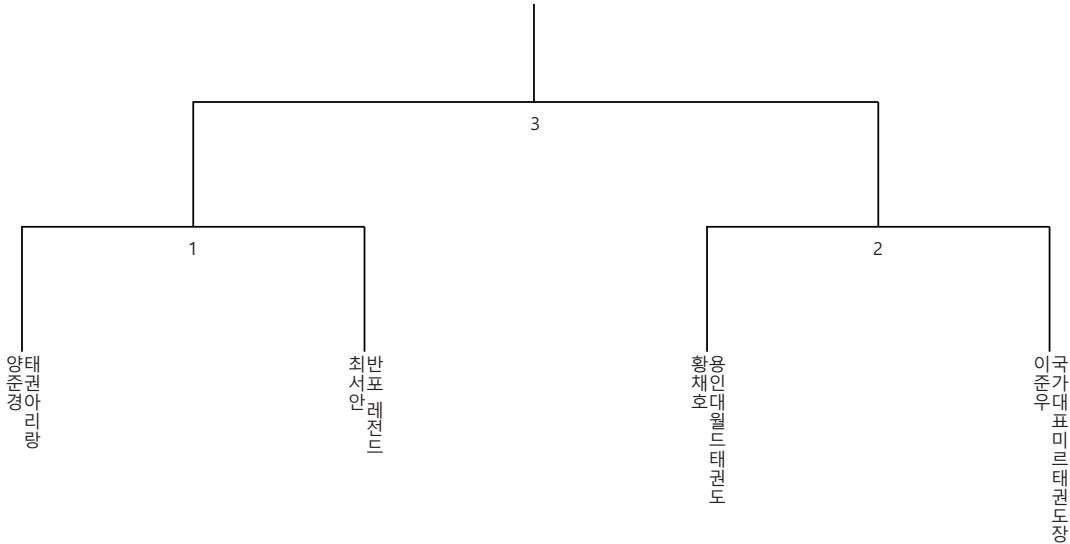 3
1
2
태권아리랑
양준경
반포 레전드
최서안
용인대월드태권도
황채호
국가대표미르태권도장
이준우